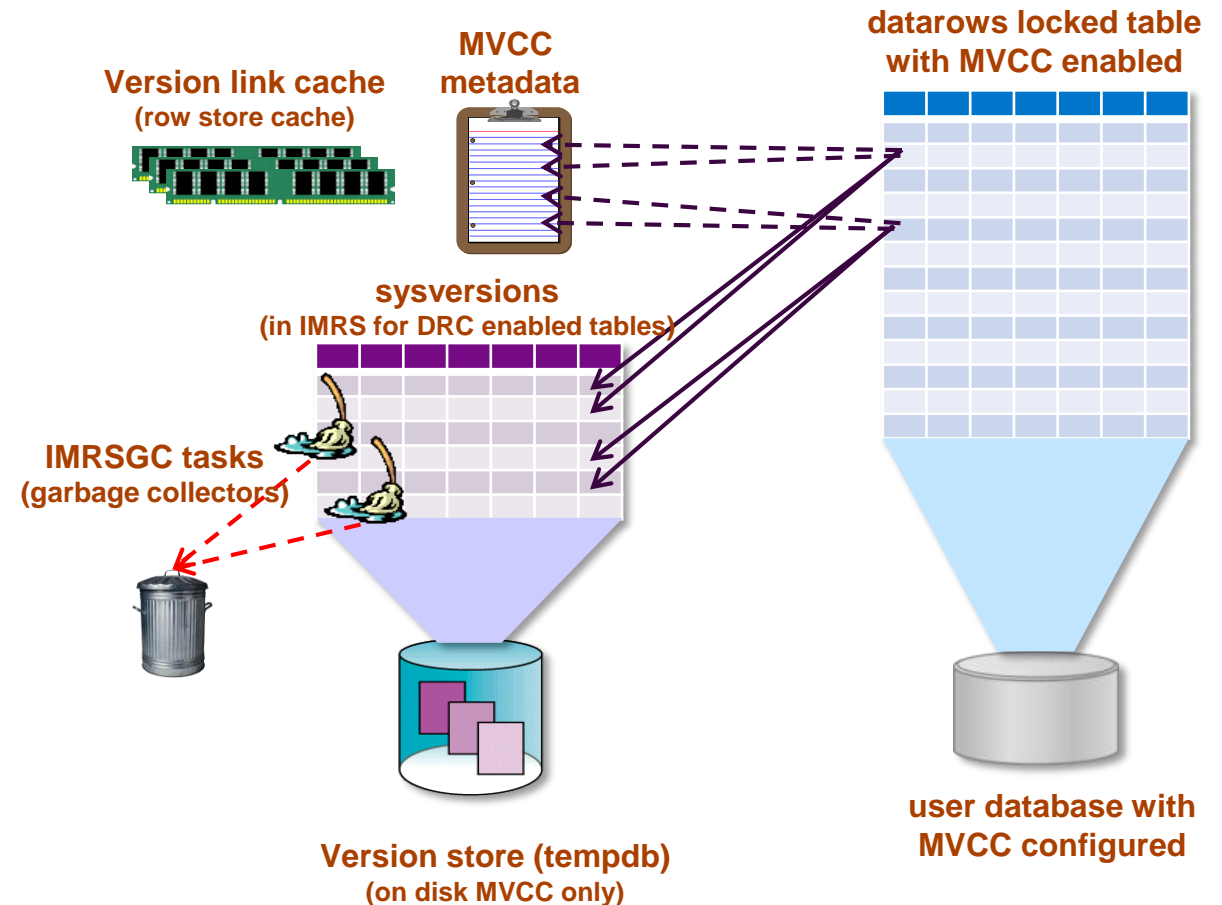 datarows locked table
with MVCC enabled
MVCC
metadata
Version link cache
(row store cache)
sysversions
(in IMRS for DRC enabled tables)
IMRSGC tasks
(garbage collectors)
user database with
MVCC configured
Version store (tempdb)
(on disk MVCC only)